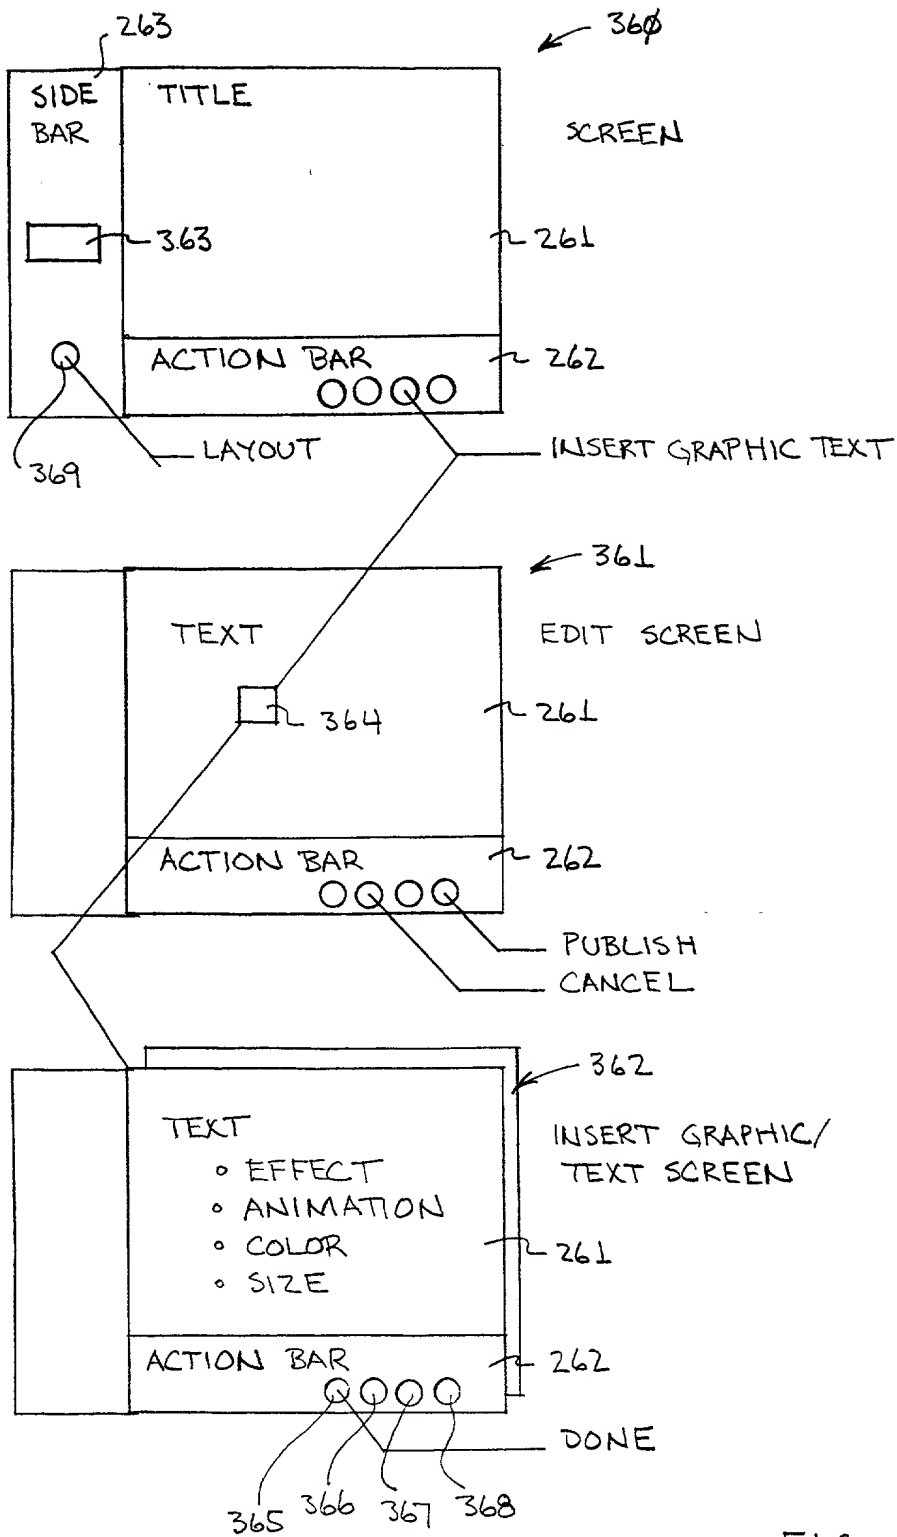 263
360
SIDE
BAR
TITLE
SCREEN
363
261
ACTION BAR
262
369
LAYOUT
INSERT GRAPHIC TEXT
361
TEXT
EDIT SCREEN
364
261
ACTION BAR
262
PUBLISH
CANCEL
362
TEXT
INSERT GRAPHIC/
TEXT SCREEN
• EFFECT
• ANIMATION
• COLOR
• SIZE
261
ACTION BAR
262
DONE
365
366
367
368